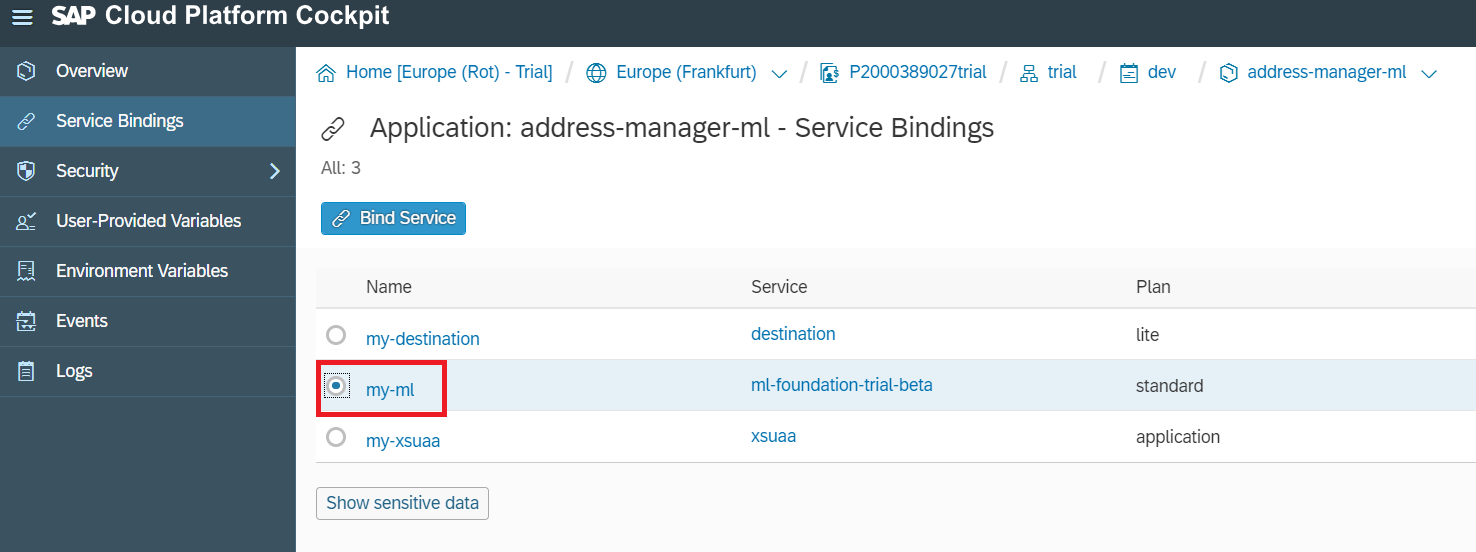 SAP Cloud Platform Cockpit
Overview
Service Bindings
Security
User-Provided Variables
Environment Variables
Events
Logs
Home [Europe (Rot) - Trial] / Europe (Frankfurt) / P2000389027trial / trial / dev / address-manager-ml
Application: address-manager-ml - Service Bindings
All: 3
Bind Service
Name Service Plan
my-destination destination lite
my-ml ml-foundation-trial-beta standard
my-xsuaa xsuaa application
Show sensitive data